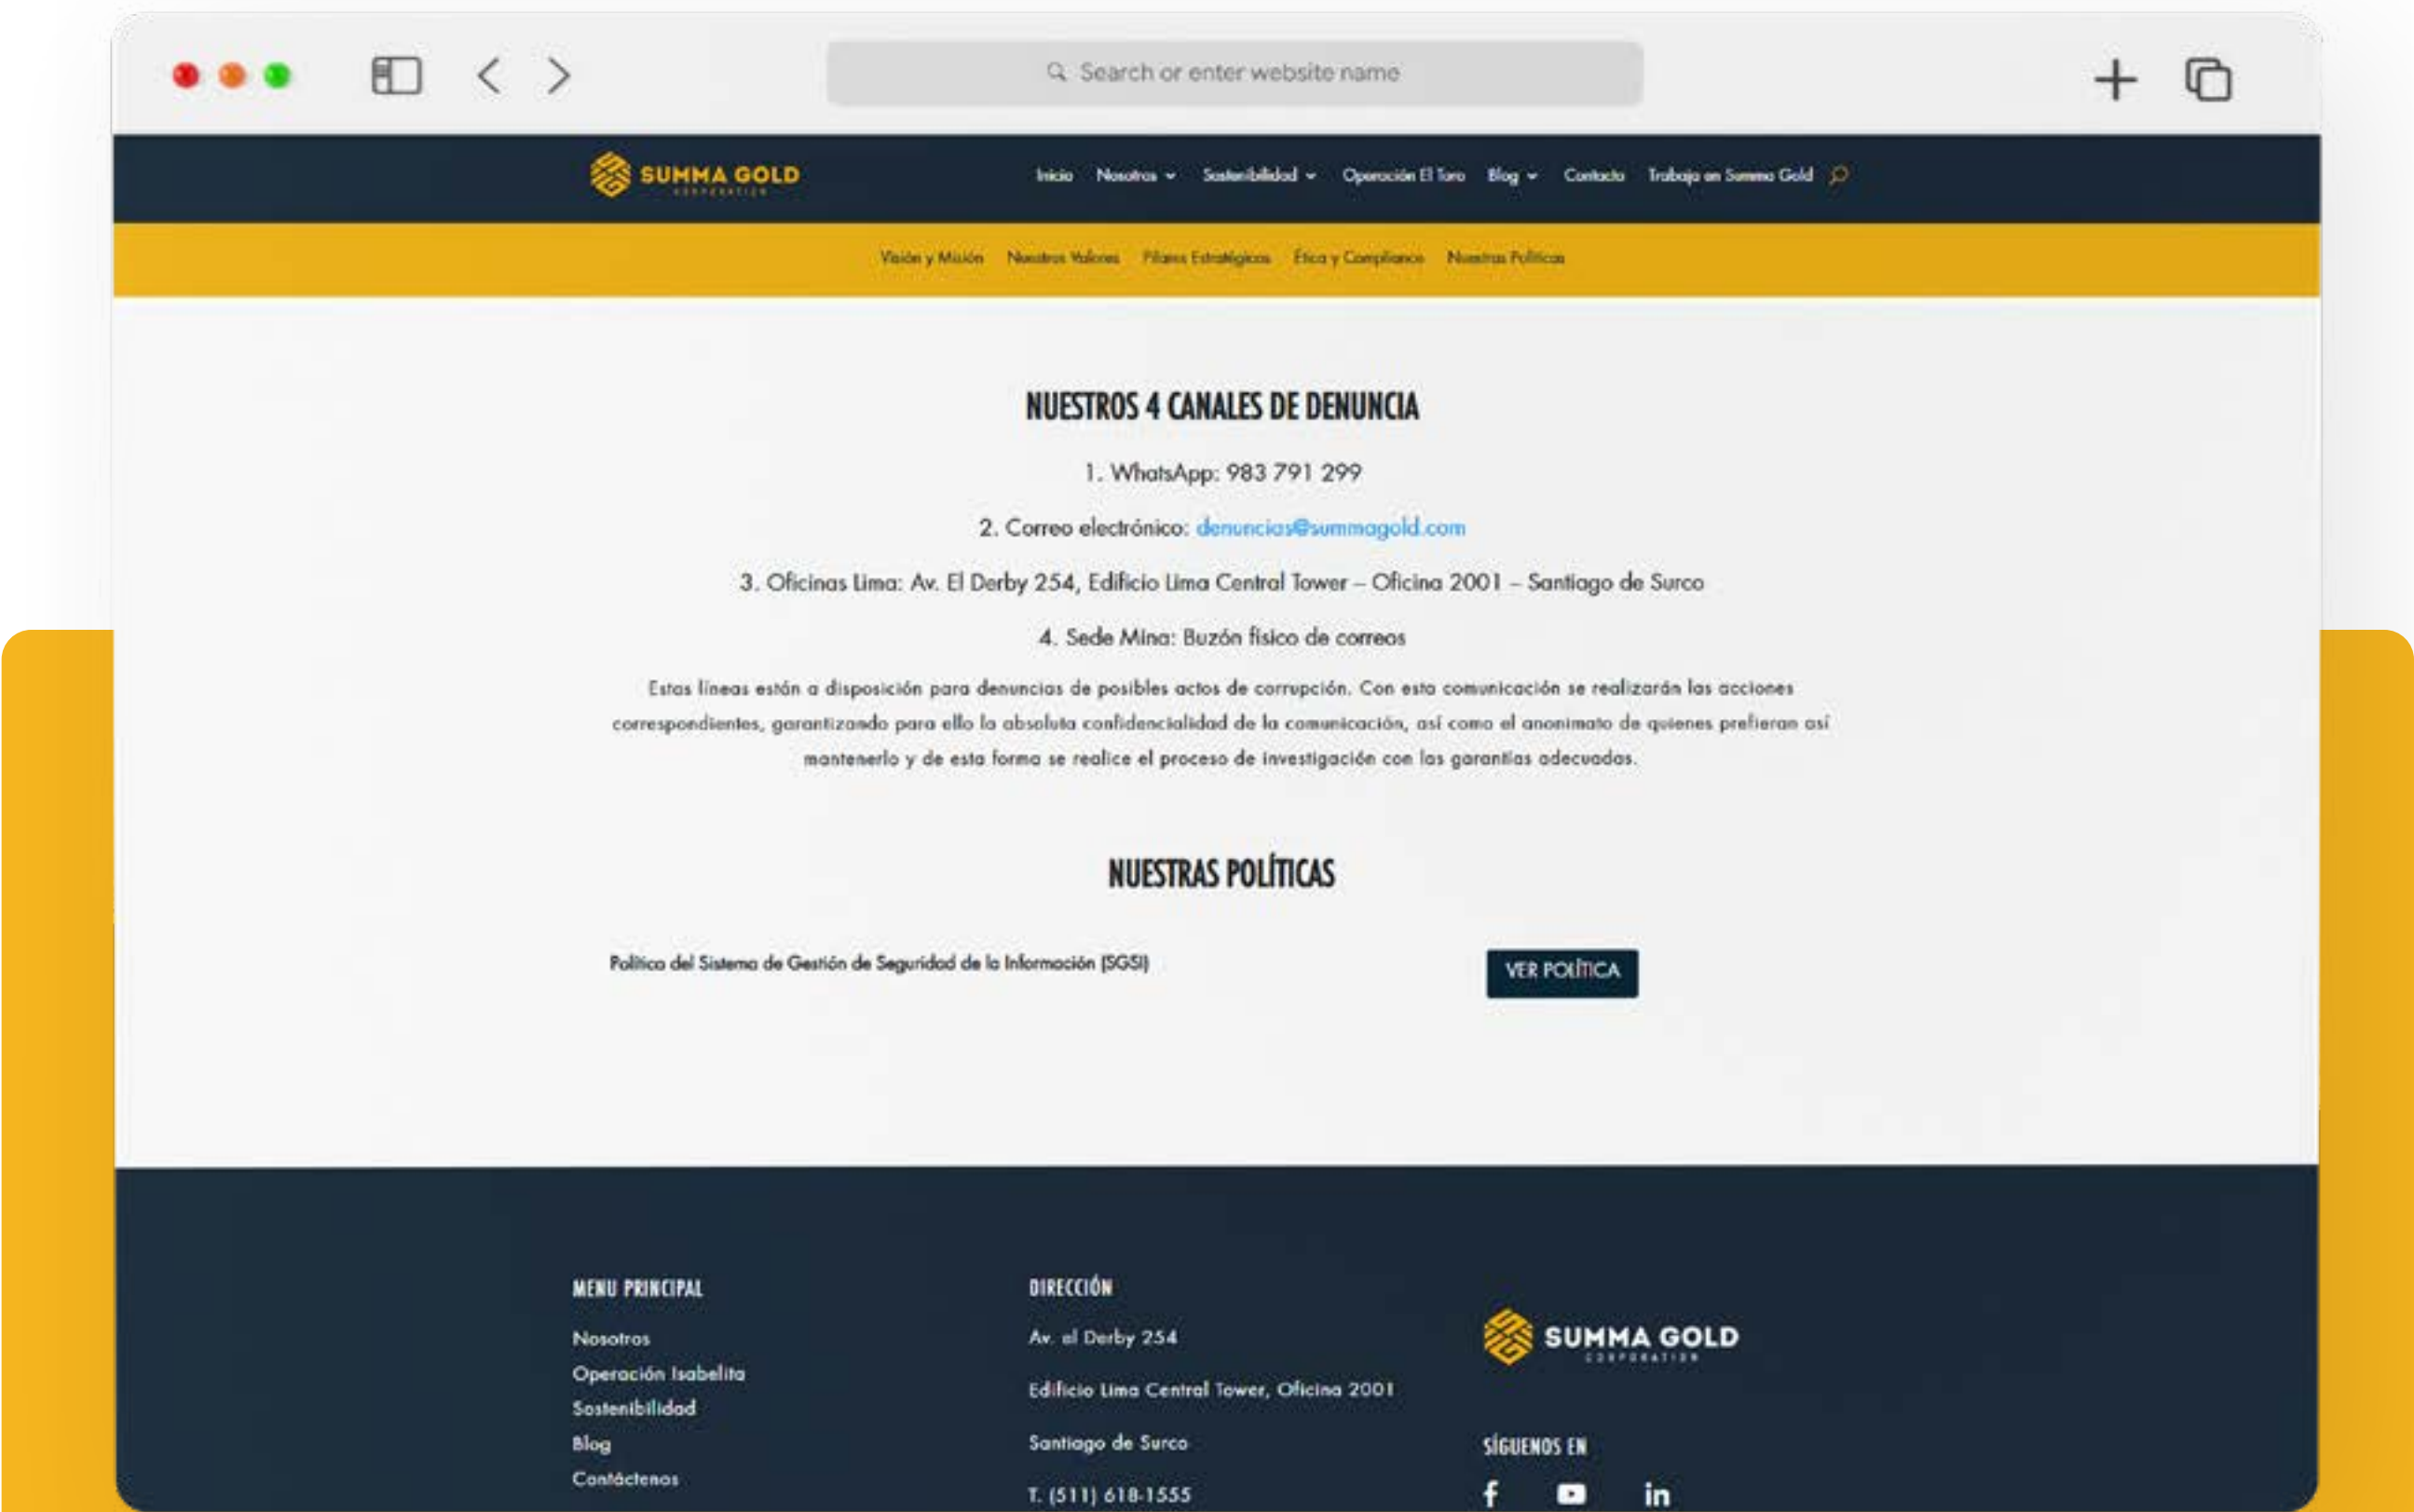 Search or enter website name
SUMMA GOLD
CORPORATION
Inicio Nosotros Sostenibilidad Operación El Toro Blog Contacto Trabaja en Summa Gold
Visión y Misión Nuestros Valores Pilares Estratégicos Ética y Compliance Nuestras Políticas
NUESTROS 4 CANALES DE DENUNCIA
1. WhatsApp: 983 791 299
2. Correo electrónico: denuncias@summagold.com
3. Oficinas Lima: Av. El Derby 254, Edificio Lima Central Tower – Oficina 2001 – Santiago de Surco
4. Sede Mina: Buzón físico de correos
Estas líneas están a disposición para denuncias de posibles actos de corrupción. Con esta comunicación se realizarán las acciones
correspondientes, garantizando para ello la absoluta confidencialidad de la comunicación, así como el anonimato de quienes prefieran así
mantenerlo y de esta forma se realice el proceso de investigación con las garantías adecuadas.
NUESTRAS POLÍTICAS
Política del Sistema de Gestión de Seguridad de la Información (SGSI)
VER POLÍTICA
MENU PRINCIPAL
Nosotros
Operación Isabelita
Sostenibilidad
Blog
Contáctenos
DIRECCIÓN
Av. el Derby 254
Edificio Lima Central Tower, Oficina 2001
Santiago de Surco
T. (511) 618-1555
SUMMA GOLD
CORPORATION
SÍGUENOS EN